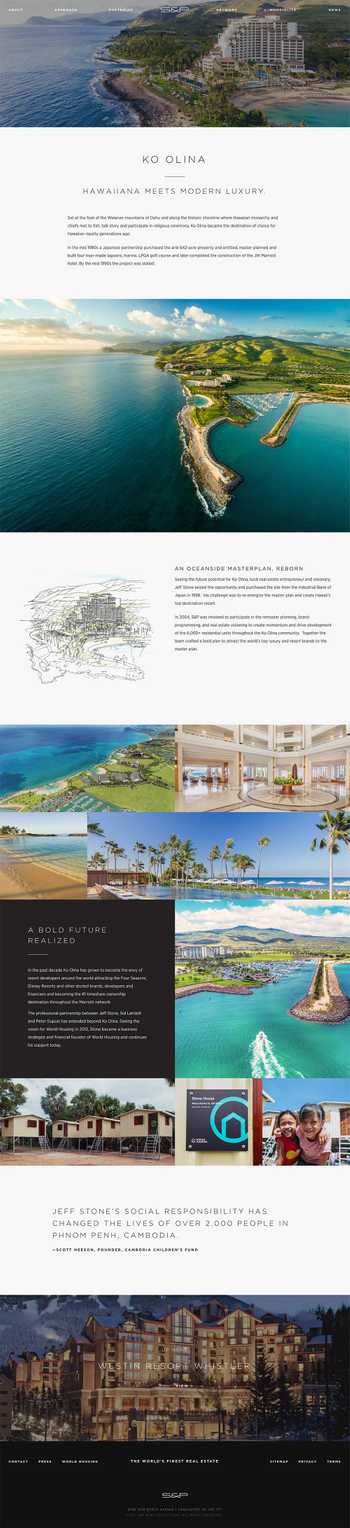 ABOUT APPROACH PORTFOLIO S&P NETWORK +MORALITE NEWS
KO OLINA
HAWAIIANA MEETS MODERN LUXURY.
Set at the foot of the Waianae mountains of Oahu and along the historic shoreline where Hawaiian monarchy and
chiefs met to fish, talk story and participate in religious ceremony, Ko Olina became the destination of choice for
Hawaiian royalty generations ago.
In the mid 1980s a Japanese partnership purchased the arid 642-acre property and entitled, master-planned and
built four man-made lagoons, marina, LPGA golf course and later completed the construction of the JW Marriott
Hotel. By the mid 1990s the project was stalled.
AN OCEANSIDE MASTERPLAN, REBORN
Seeing the future potential for Ko Olina, local real estate entrepreneur and visionary,
Jeff Stone seized the opportunity and purchased the site from the Industrial Bank of
Japan in 1998. His challenge was to re-energize the master plan and create Hawaii's
top destination resort.
In 2004, S&P was involved to participate in the remaster planning, brand
programming, and real estate visioning to create momentum and drive development
of the 6,000+ residential units throughout the Ko Olina community. Together the
team crafted a bold plan to attract the world's top luxury and resort brands to the
master plan.
A BOLD FUTURE
REALIZED
In the past decade Ko Olina has grown to become the envy of
resort developers around the world attracting the Four Seasons,
Disney Resorts and other storied brands, developers and
financiers and becoming the #1 timeshare ownership
destination throughout the Marriott network.
The professional partnership between Jeff Stone, Sid Landolt
and Peter Dupuis has extended beyond Ko Olina. Seeing the
vision for World Housing in 2013, Stone became a business
strategist and financial founder of World Housing and continues
his support today.
Stone House
JEFF STONE'S SOCIAL RESPONSIBILITY HAS
CHANGED THE LIVES OF OVER 2,000 PEOPLE IN
PHNOM PENH, CAMBODIA.
—SCOTT NEESON, FOUNDER, CAMBODIA CHILDREN'S FUND
WESTIN RESORT WHISTLER
VIEW
CONTACT PRESS WORLD HOUSING THE WORLD'S FINEST REAL ESTATE SITEMAP PRIVACY TERMS
S&P